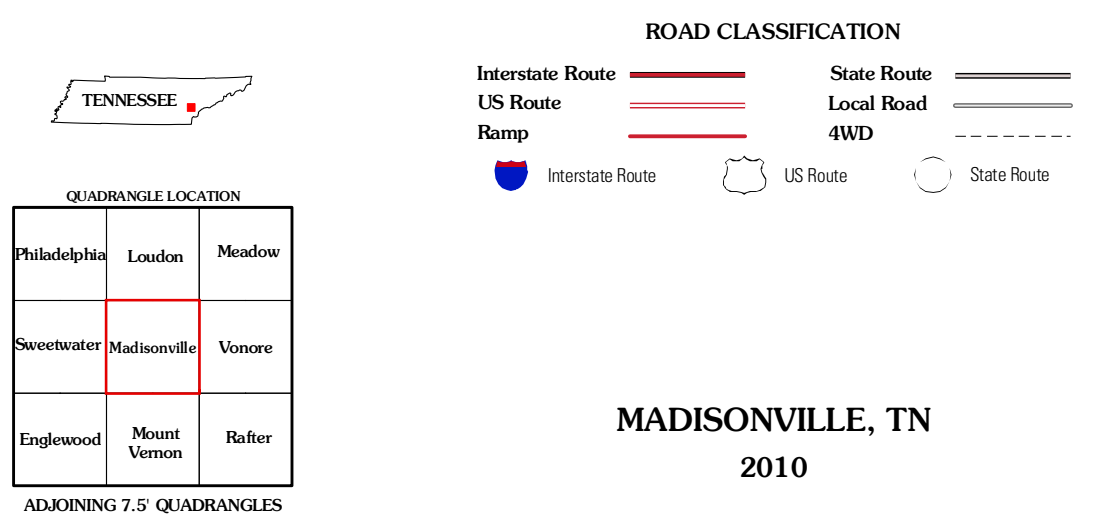 TENNESSEE
QUADRANGLE LOCATION
Philadelphia
Loudon
Meadow
Sweetwater
Madisonville
Vonore
Englewood
Mount
Vernon
Rafter
ADJOINING 7.5' QUADRANGLES
ROAD CLASSIFICATION
Interstate Route
State Route
US Route
Local Road
Ramp
4WD
Interstate Route
US Route
State Route
MADISONVILLE, TN
2010